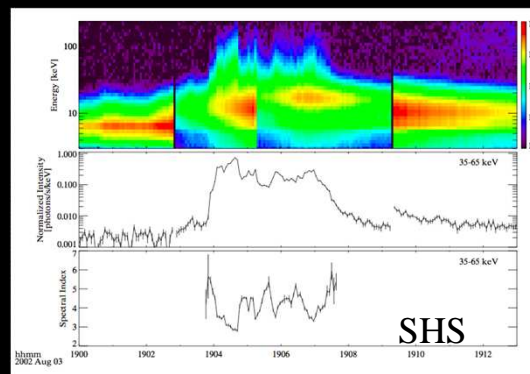 100
Energy [keV]
10
1.000
35-65 keV
0.100
Normalized Intensity
[photons/s/keV]
0.010
0.001
7
35-65 keV
6
5
Spectral Index
4
3
2
SHS
1900 1902 1904 1906 1908 1910 1912
hhmm
2002 Aug 03